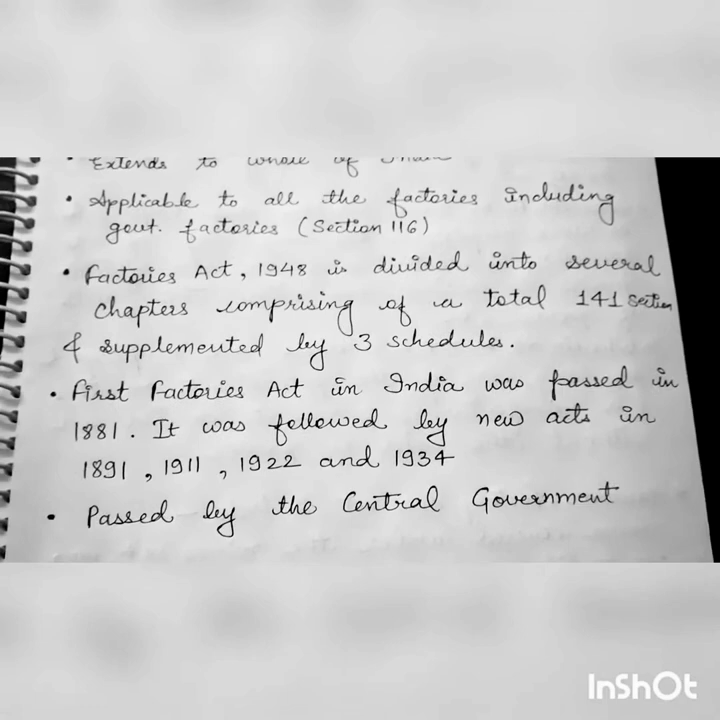 • Extends to whole of
• Applicable to all the factories including
govt. factories (Section 116)
• Factories Act, 1948 is divided into several
chapters comprising of a total 141 section
& supplemented by 3 schedules.
• First Factories Act in India was passed in
1881. It was followed by new acts in
1891, 1911, 1922 and 1934
• Passed by the Central Government
InShOt